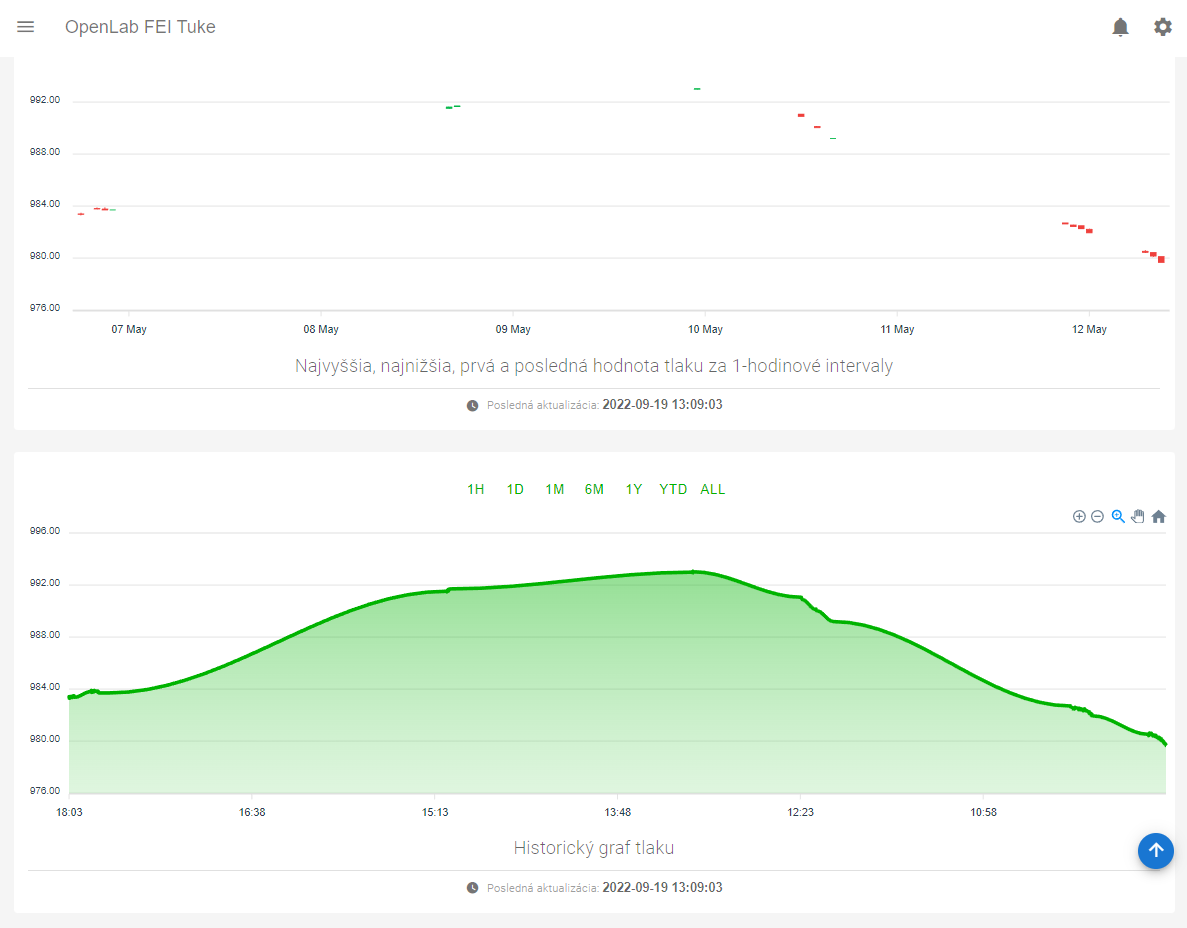 OpenLab FEI Tuke
992.00
988.00
984.00
980.00
976.00
07 May 08 May 09 May 10 May 11 May 12 May
Najvyššia, najnižšia, prvá a posledná hodnota tlaku za 1-hodinové intervaly
Posledná aktualizácia: 2022-09-19 13:09:03
1H 1D 1M 6M 1Y YTD ALL
996.00
992.00
988.00
984.00
980.00
976.00
18:03 16:38 15:13 13:48 12:23 10:58
Historický graf tlaku
Posledná aktualizácia: 2022-09-19 13:09:03